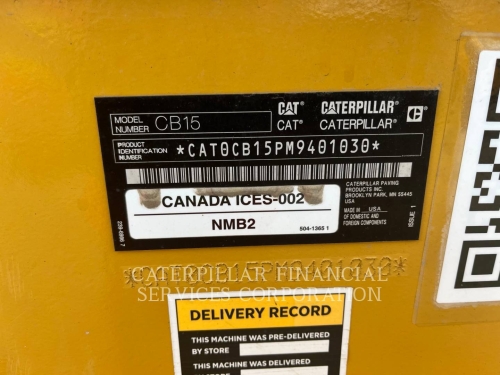 MODEL NUMBER CB15
CAT CATERPILLAR C
CAT® CATERPILLAR®
PRODUCT IDENTIFICATION NUMBER *CAT0CB15PM9401030*
CANADA ICES-002
NMB2
504-1385 1
CATERPILLAR PAVING
PRODUCTS INC.
BROOKLYN PARK, MN 55445
USA
MADE IN USA
OF DOMESTIC AND
FOREIGN CONTENT
ISSUE 1
CATERPILLAR FINANCIAL
SERVICES CORPORATION
DELIVERY RECORD
THIS MACHINE WAS PRE-DELIVERED
BY STORE
THIS MACHINE WAS DELIVERED